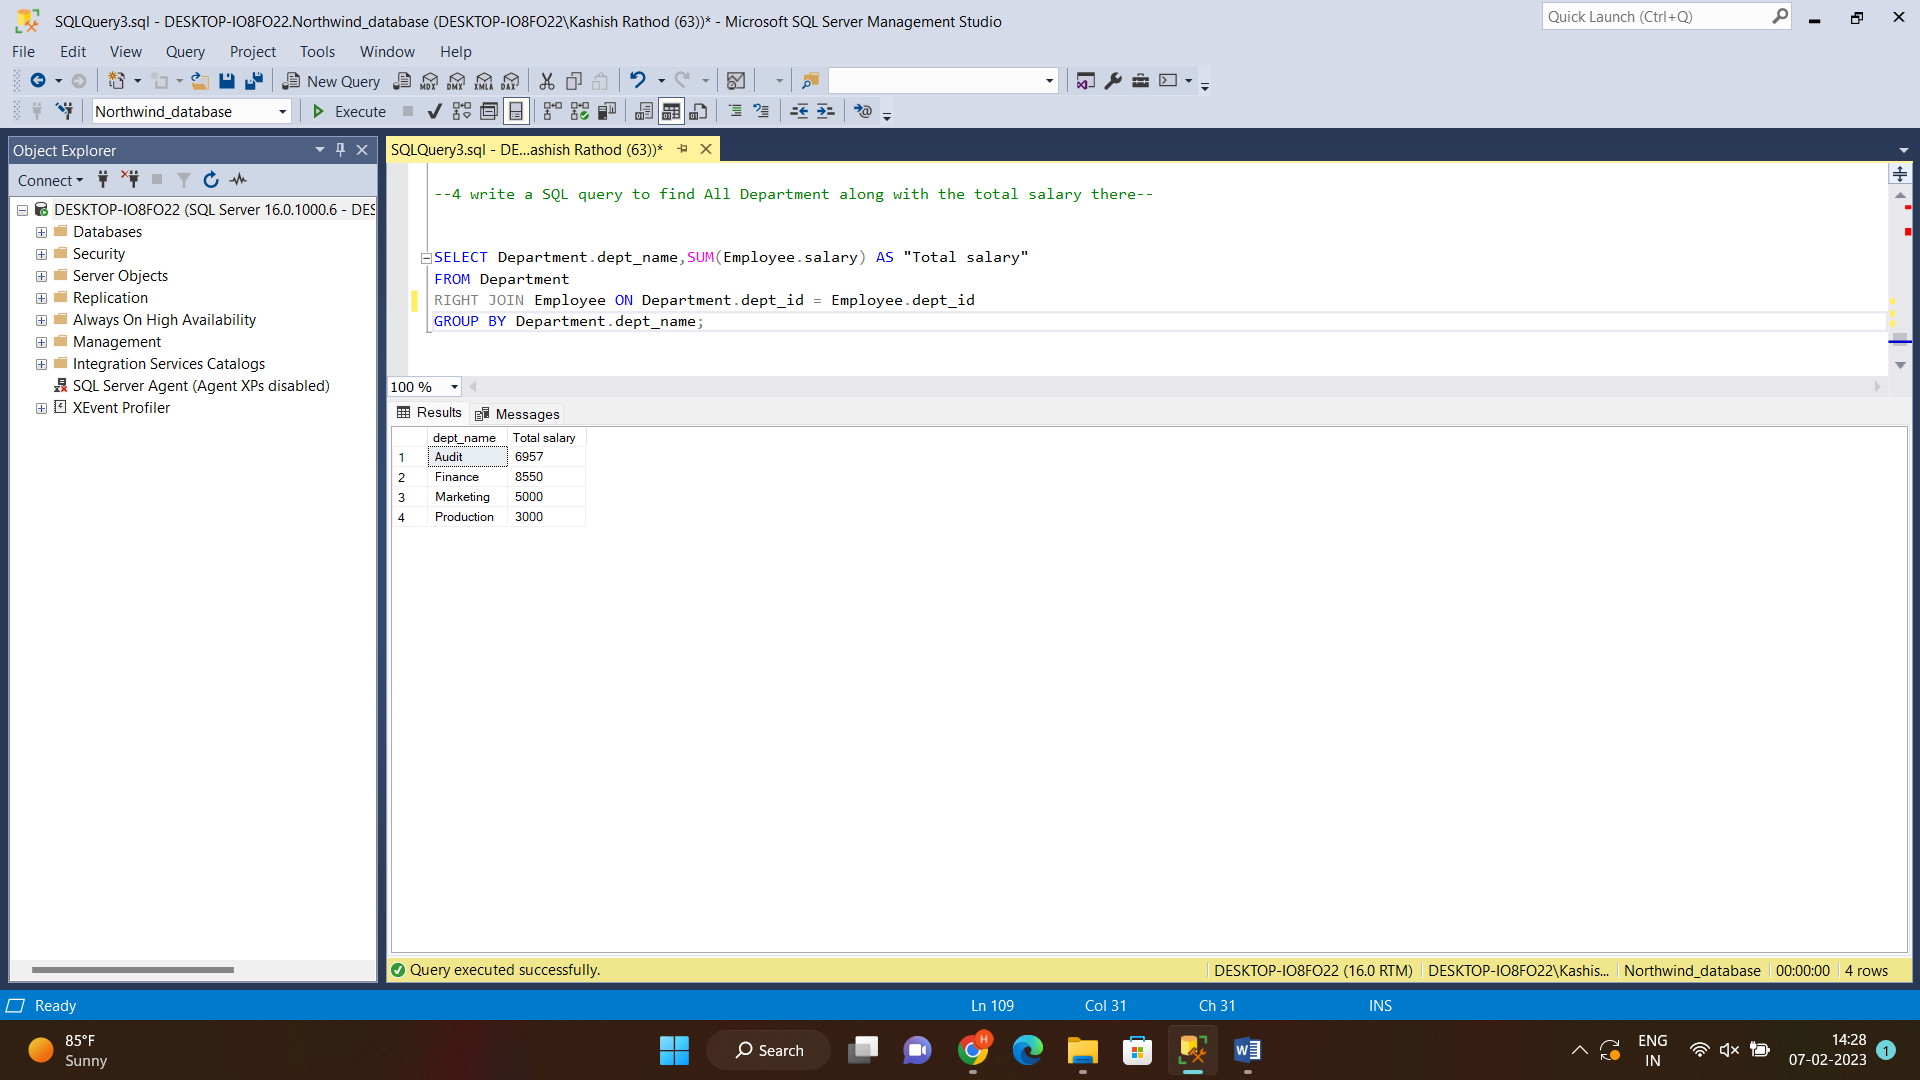 SQLQuery3.sql - DESKTOP-IO8FO22.Northwind_database (DESKTOP-IO8FO22\Kashish Rathod (63))* - Microsoft SQL Server Management Studio
Quick Launch (Ctrl+Q)
File Edit View Query Project Tools Window Help
New Query MDX DMX XMLA DAX
Northwind_database Execute
Object Explorer
SQLQuery3.sql - DE...ashish Rathod (63))*
Connect
DESKTOP-IO8FO22 (SQL Server 16.0.1000.6 - DES
Databases
Security
Server Objects
Replication
Always On High Availability
Management
Integration Services Catalogs
SQL Server Agent (Agent XPs disabled)
XEvent Profiler
--4 write a SQL query to find All Department along with the total salary there--
SELECT Department.dept_name,SUM(Employee.salary) AS "Total salary"
FROM Department
RIGHT JOIN Employee ON Department.dept_id = Employee.dept_id
GROUP BY Department.dept_name;
100 %
Results Messages
dept_name Total salary
1 Audit 6957
2 Finance 8550
3 Marketing 5000
4 Production 3000
Query executed successfully.
DESKTOP-IO8FO22 (16.0 RTM) DESKTOP-IO8FO22\Kashis... Northwind_database 00:00:00 4 rows
Ready Ln 109 Col 31 Ch 31 INS
85°F
Sunny
Search
H
W
ENG
IN
14:28
07-02-2023
1